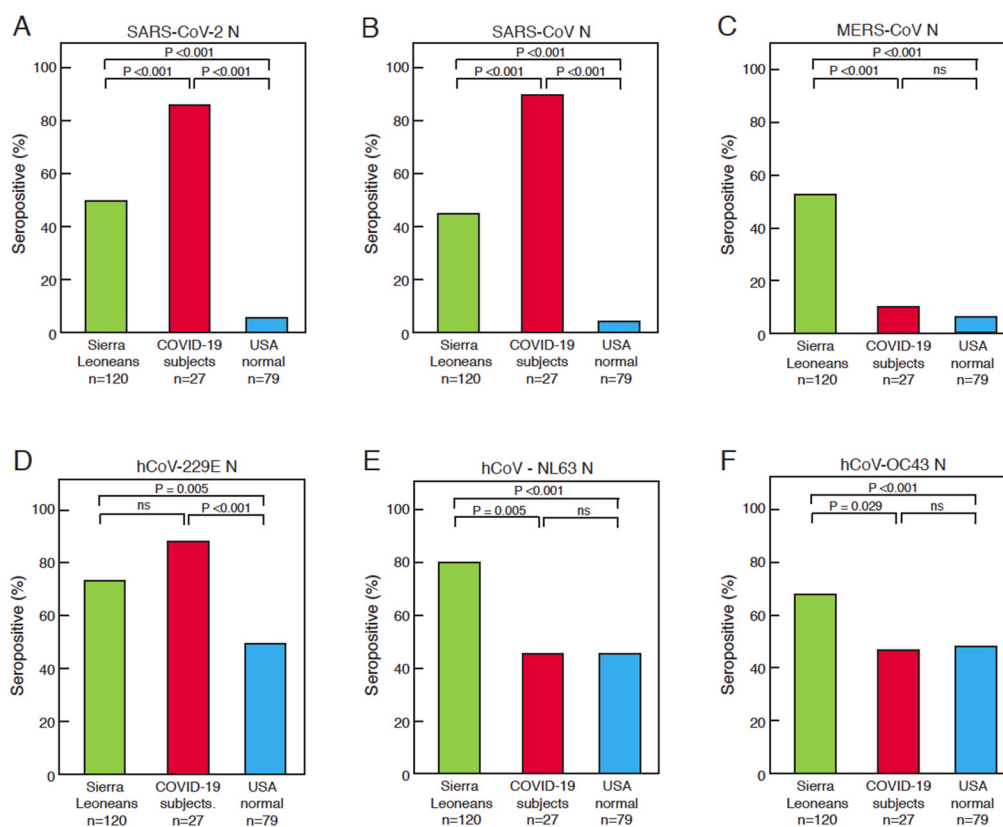 A
SARS-CoV-2 N
P <0.001
P <0.001
P <0.001
Seropositive (%)
100
80
60
40
20
0
Sierra
Leoneans
n=120
COVID-19
subjects
n=27
USA
normal
n=79
B
SARS-CoV N
P <0.001
P <0.001
P <0.001
Seropositive (%)
100
80
60
40
20
0
Sierra
Leoneans
n=120
COVID-19
subjects
n=27
USA
normal
n=79
C
MERS-CoV N
P <0.001
P <0.001
ns
Seropositive (%)
100
80
60
40
20
0
Sierra
Leoneans
n=120
COVID-19
subjects
n=27
USA
normal
n=79
D
hCoV-229E N
P = 0.005
ns
P <0.001
Seropositive (%)
100
80
60
40
20
0
Sierra
Leoneans
n=120
COVID-19
subjects.
n=27
USA
normal
n=79
E
hCoV - NL63 N
P <0.001
P = 0.005
ns
Seropositive (%)
100
80
60
40
20
0
Sierra
Leoneans
n=120
COVID-19
subjects
n=27
USA
normal
n=79
F
hCoV-OC43 N
P <0.001
P = 0.029
ns
Seropositive (%)
100
80
60
40
20
0
Sierra
Leoneans
n=120
COVID-19
subjects
n=27
USA
normal
n=79